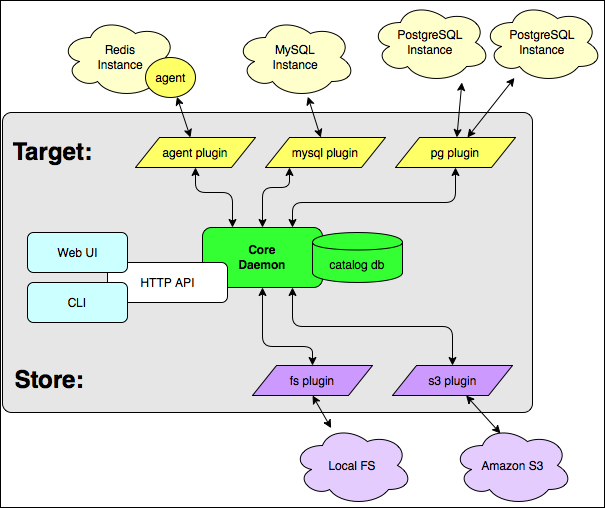 Redis
Instance
agent
MySQL
Instance
PostgreSQL
Instance
PostgreSQL
Instance
Target:
agent plugin
mysql plugin
pg plugin
Web UI
HTTP API
CLI
Core
Daemon
catalog db
Store:
fs plugin
s3 plugin
Local FS
Amazon S3